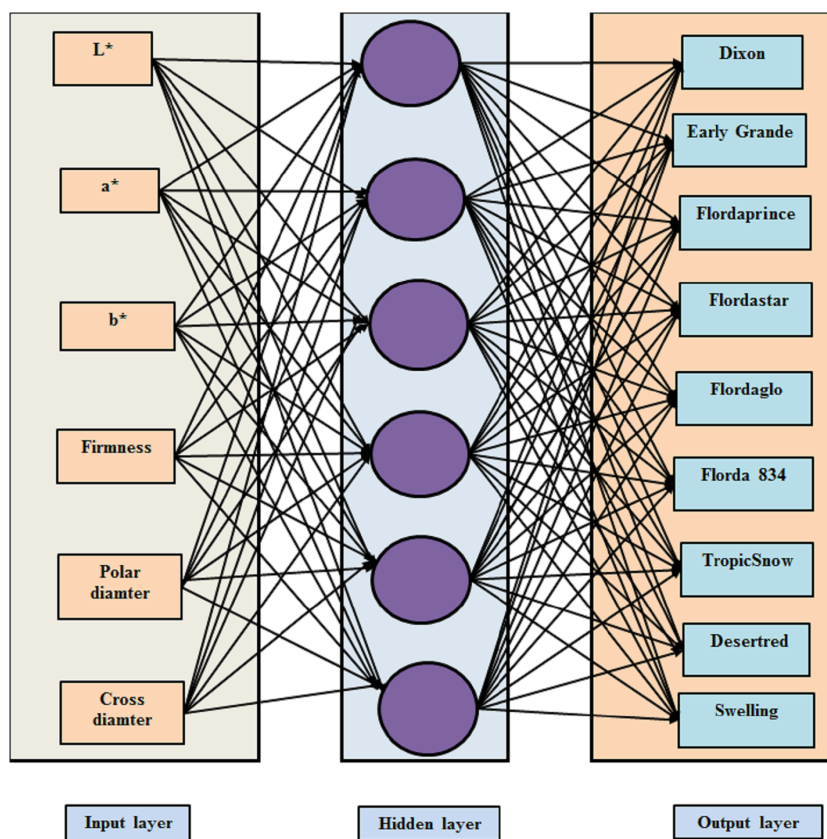 L*
a*
b*
Firmness
Polar
diamter
Cross
diamter
Dixon
Early Grande
Flordaprince
Flordastar
Flordaglo
Florda 834
TropicSnow
Desertred
Swelling
Input layer
Hidden layer
Output layer